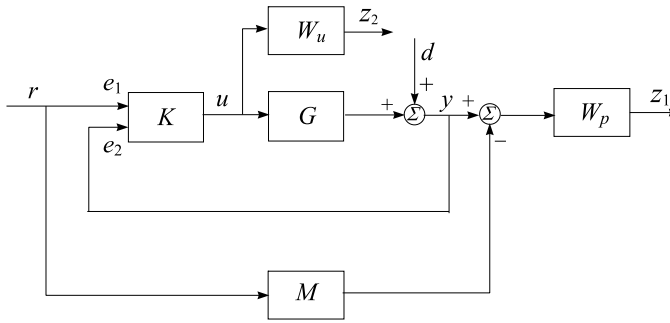 W_u
z_2
d
+
r
e_1
e_2
K
u
G
+
Σ
y
+
Σ
−
W_p
z_1
M